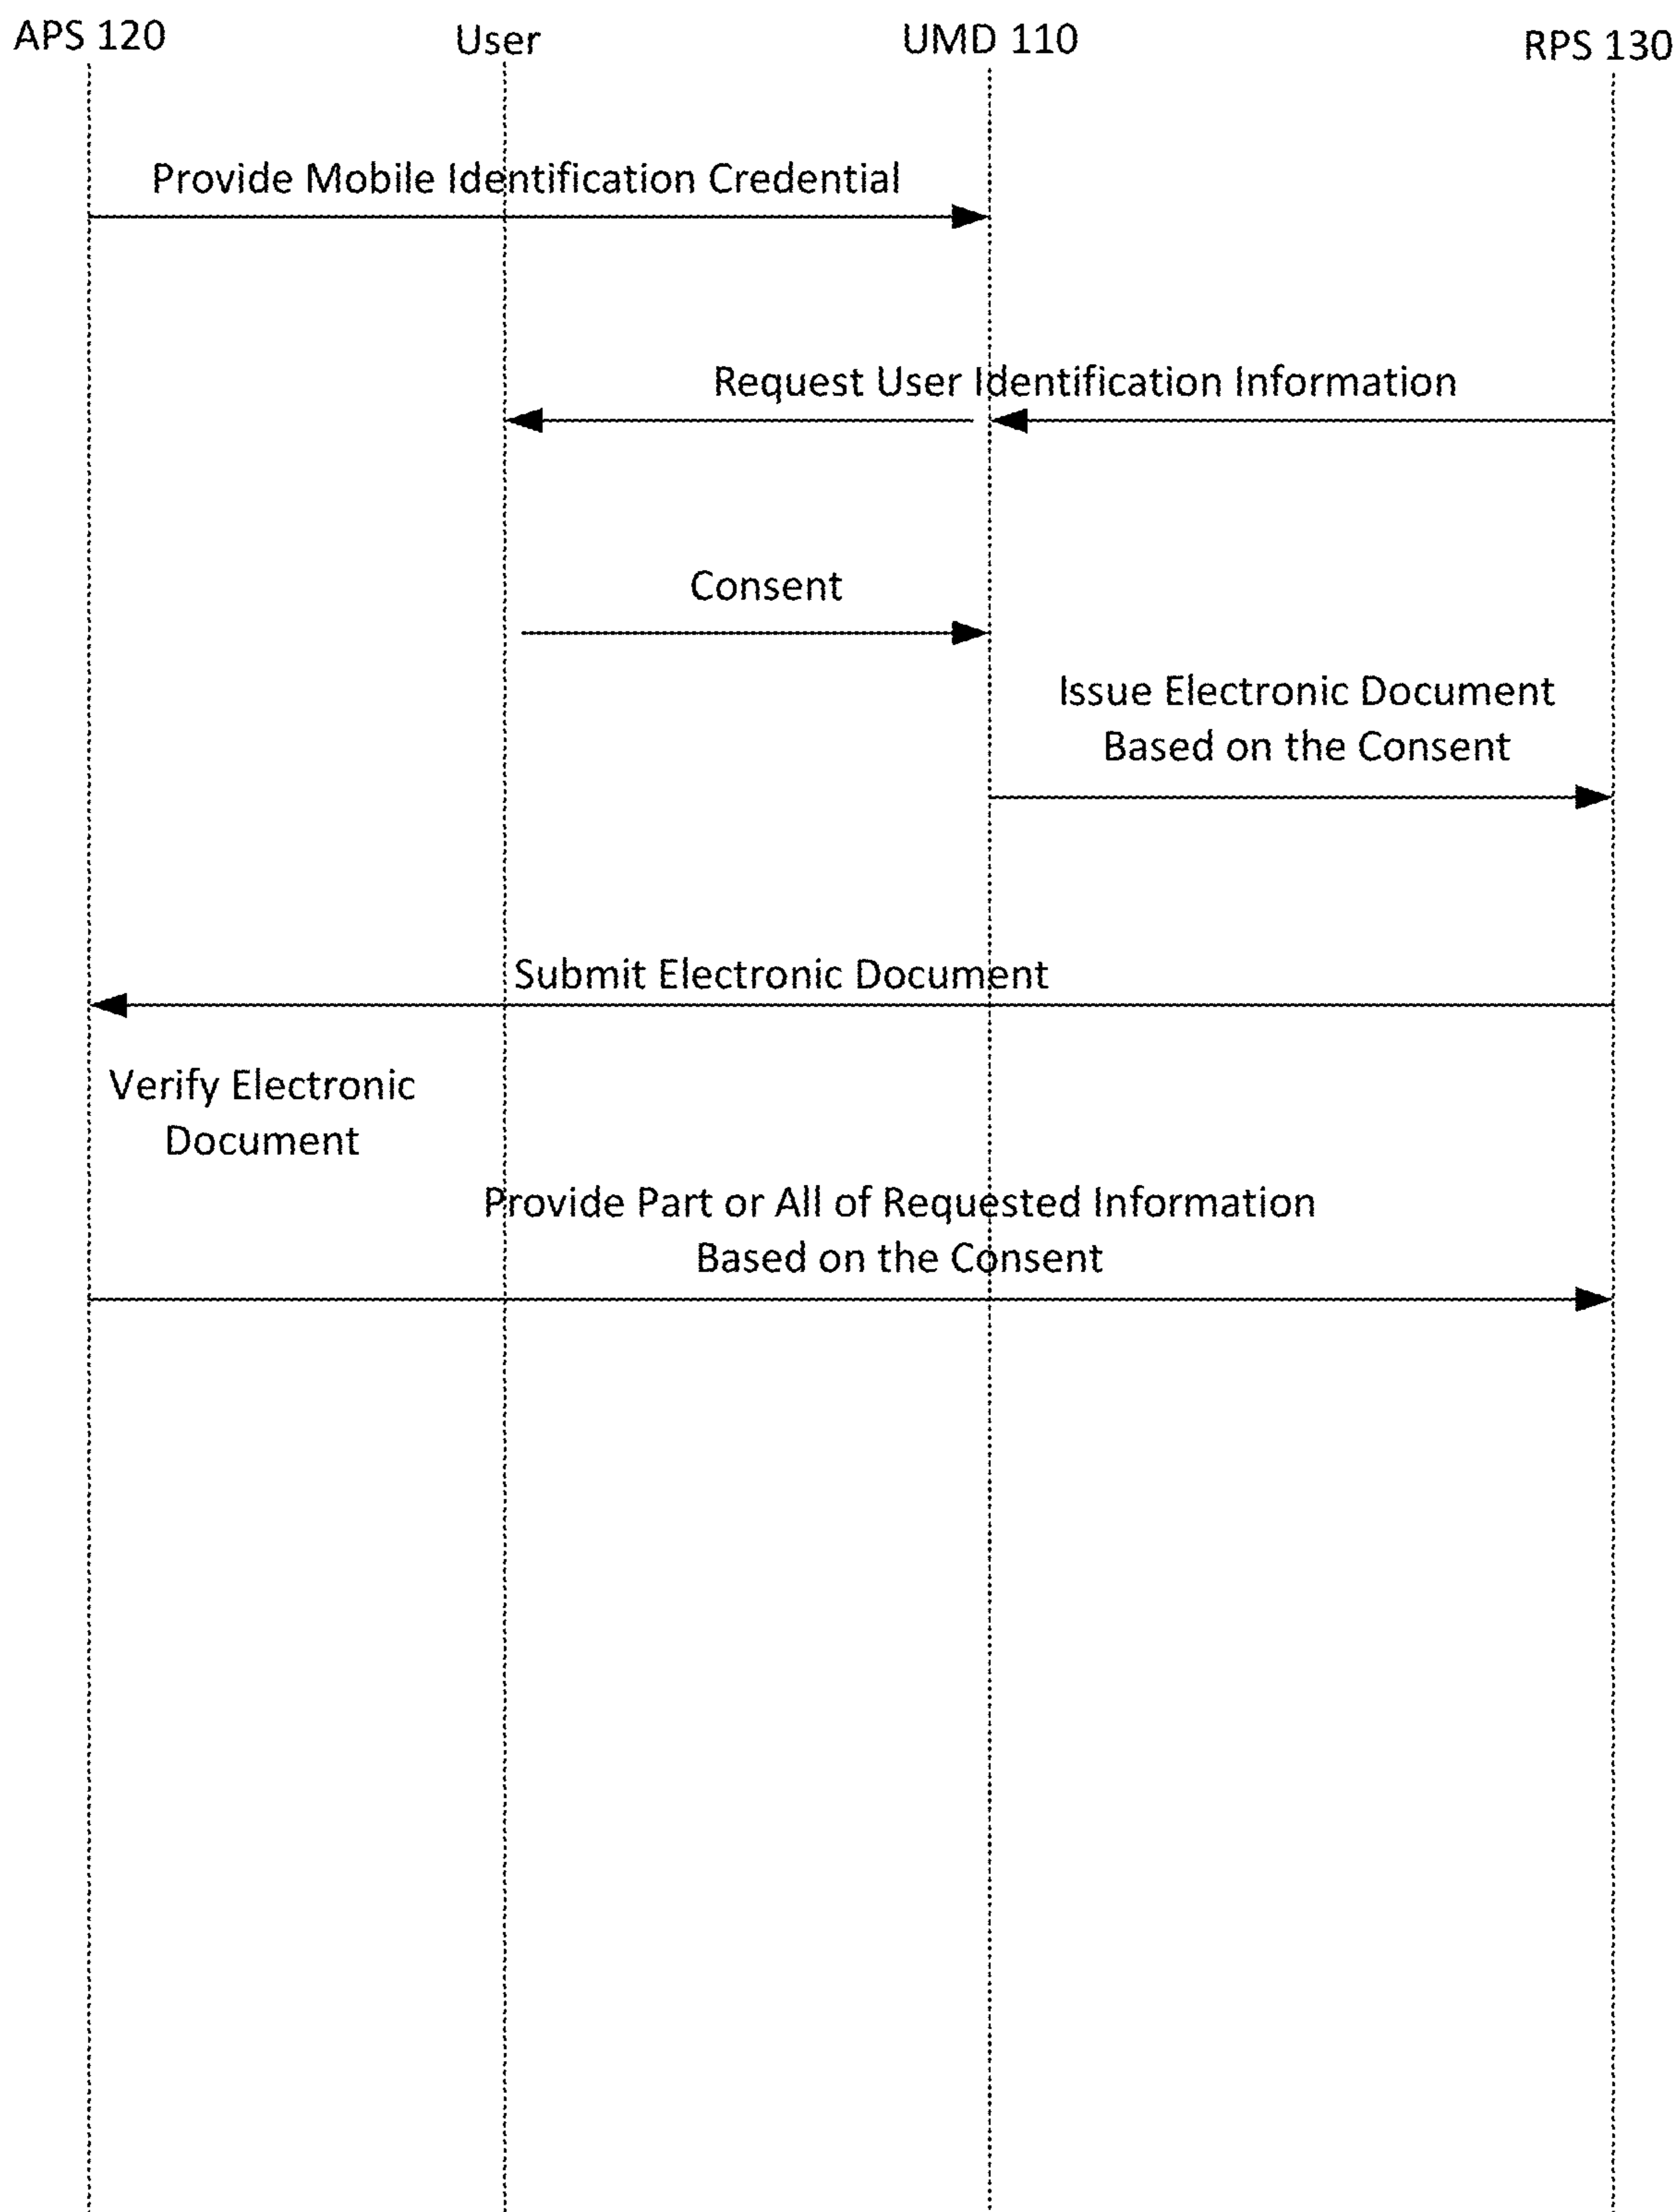 APS 120
User
UMD 110
RPS 130
Provide Mobile Identification Credential
Request User Identification Information
Consent
Issue Electronic Document
Based on the Consent
Submit Electronic Document
Verify Electronic
Document
Provide Part or All of Requested Information
Based on the Consent